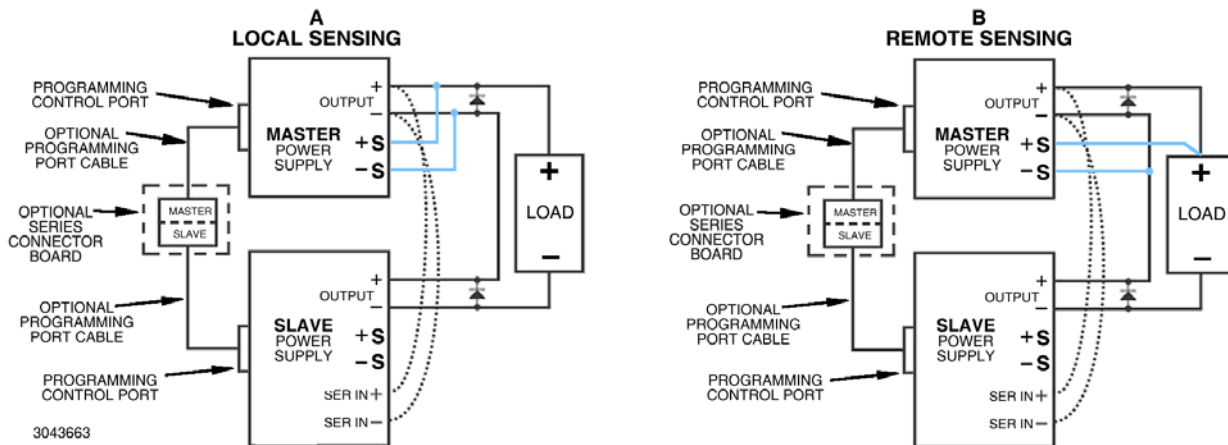 A
LOCAL SENSING
PROGRAMMING
CONTROL PORT
OPTIONAL
PROGRAMMING
PORT CABLE
OPTIONAL
SERIES
CONNECTOR
BOARD
OPTIONAL
PROGRAMMING
PORT CABLE
PROGRAMMING
CONTROL PORT
3043663
MASTER
SLAVE
+
OUTPUT
−
MASTER
POWER
SUPPLY
+S
−S
+
OUTPUT
−
SLAVE
POWER
SUPPLY
+S
−S
SER IN +
SER IN −
+
LOAD
−
B
REMOTE SENSING
PROGRAMMING
CONTROL PORT
OPTIONAL
PROGRAMMING
PORT CABLE
OPTIONAL
SERIES
CONNECTOR
BOARD
OPTIONAL
PROGRAMMING
PORT CABLE
PROGRAMMING
CONTROL PORT
MASTER
SLAVE
+
OUTPUT
−
MASTER
POWER
SUPPLY
+S
−S
+
OUTPUT
−
SLAVE
POWER
SUPPLY
+S
−S
SER IN +
SER IN −
+
LOAD
−